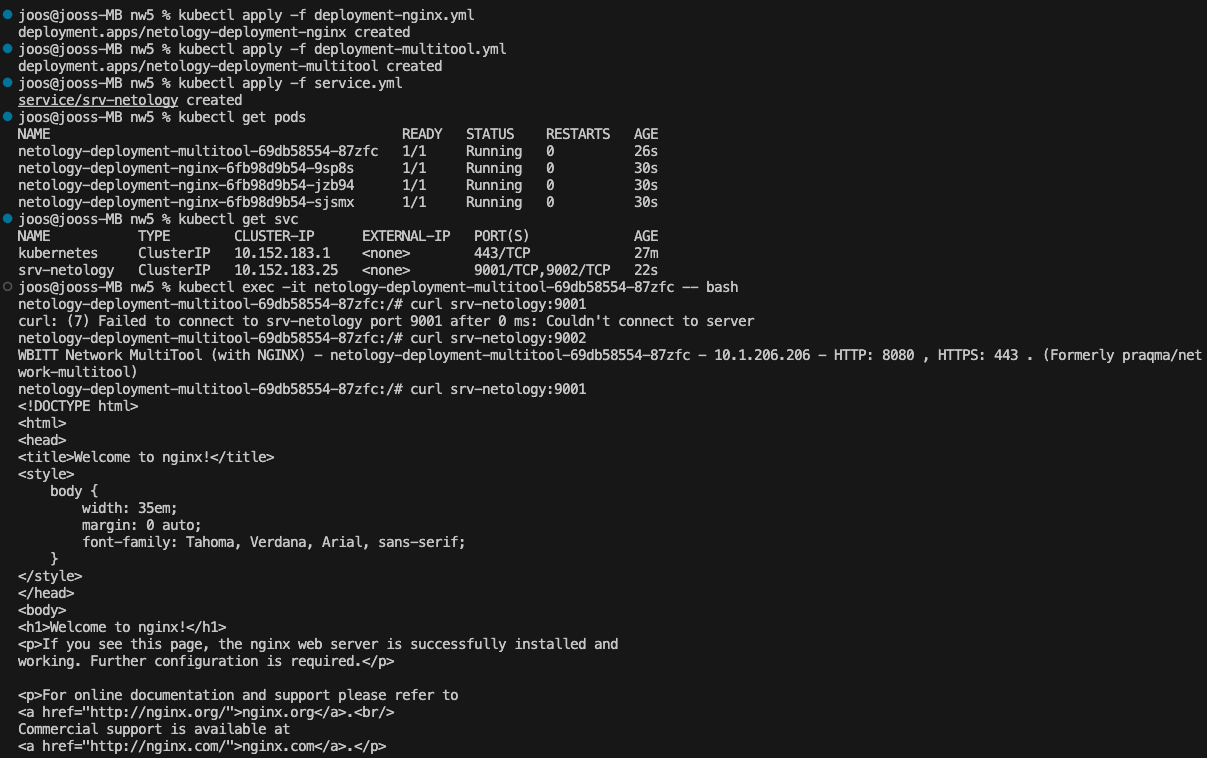 joos@jooss-MB nw5 % kubectl apply -f deployment-nginx.yml
deployment.apps/netology-deployment-nginx created
joos@jooss-MB nw5 % kubectl apply -f deployment-multitool.yml
deployment.apps/netology-deployment-multitool created
joos@jooss-MB nw5 % kubectl apply -f service.yml
service/srv-netology created
joos@jooss-MB nw5 % kubectl get pods
NAME                                            READY   STATUS    RESTARTS   AGE
netology-deployment-multitool-69db58554-87zfc   1/1     Running   0          26s
netology-deployment-nginx-6fb98d9b54-9sp8s      1/1     Running   0          30s
netology-deployment-nginx-6fb98d9b54-jzb94      1/1     Running   0          30s
netology-deployment-nginx-6fb98d9b54-sjsmx      1/1     Running   0          30s
joos@jooss-MB nw5 % kubectl get svc
NAME           TYPE        CLUSTER-IP      EXTERNAL-IP   PORT(S)             AGE
kubernetes     ClusterIP   10.152.183.1    <none>        443/TCP             27m
srv-netology   ClusterIP   10.152.183.25   <none>        9001/TCP,9002/TCP   22s
joos@jooss-MB nw5 % kubectl exec -it netology-deployment-multitool-69db58554-87zfc -- bash
netology-deployment-multitool-69db58554-87zfc:/# curl srv-netology:9001
curl: (7) Failed to connect to srv-netology port 9001 after 0 ms: Couldn't connect to server
netology-deployment-multitool-69db58554-87zfc:/# curl srv-netology:9002
WBITT Network MultiTool (with NGINX) - netology-deployment-multitool-69db58554-87zfc - 10.1.206.206 - HTTP: 8080 , HTTPS: 443 . (Formerly praqma/net
work-multitool)
netology-deployment-multitool-69db58554-87zfc:/# curl srv-netology:9001
<!DOCTYPE html>
<html>
<head>
<title>Welcome to nginx!</title>
<style>
    body {
        width: 35em;
        margin: 0 auto;
        font-family: Tahoma, Verdana, Arial, sans-serif;
    }
</style>
</head>
<body>
<h1>Welcome to nginx!</h1>
<p>If you see this page, the nginx web server is successfully installed and
working. Further configuration is required.</p>

<p>For online documentation and support please refer to
<a href="http://nginx.org/">nginx.org</a>.<br/>
Commercial support is available at
<a href="http://nginx.com/">nginx.com</a>.</p>